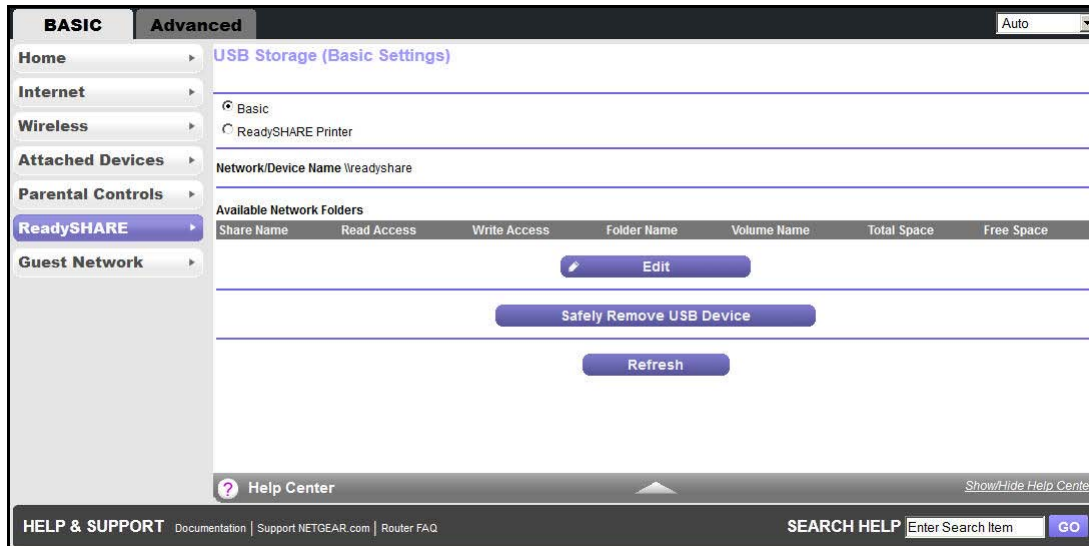 BASIC Advanced Auto
Home
Internet
Wireless
Attached Devices
Parental Controls
ReadySHARE
Guest Network
USB Storage (Basic Settings)
Basic
ReadySHARE Printer
Network/Device Name \\readyshare
Available Network Folders
Share Name Read Access Write Access Folder Name Volume Name Total Space Free Space
Edit
Safely Remove USB Device
Refresh
? Help Center Show/Hide Help Cente
HELP & SUPPORT Documentation | Support NETGEAR.com | Router FAQ SEARCH HELP Enter Search Item GO